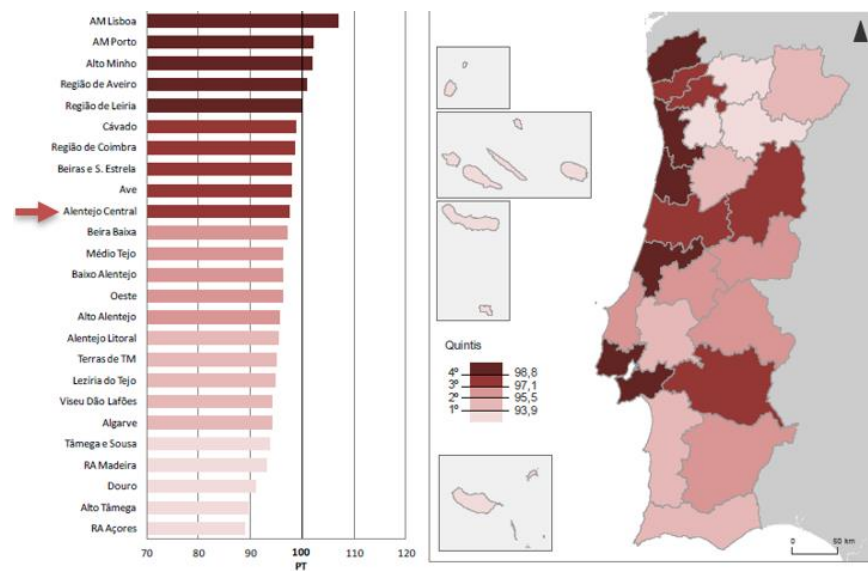 AM Lisboa
AM Porto
Alto Minho
Região de Aveiro
Região de Leiria
Cávado
Região de Coimbra
Beiras e S. Estrela
Ave
Alentejo Central
Beira Baixa
Médio Tejo
Baixo Alentejo
Oeste
Alto Alentejo
Alentejo Litoral
Terras de TM
Lezíria do Tejo
Viseu Dão Lafões
Algarve
Tâmega e Sousa
RA Madeira
Douro
Alto Tâmega
RA Açores
70 80 90 100 110 120
PT
Quintis
4º 98,8
3º 97,1
2º 95,5
1º 93,9
0 50 km